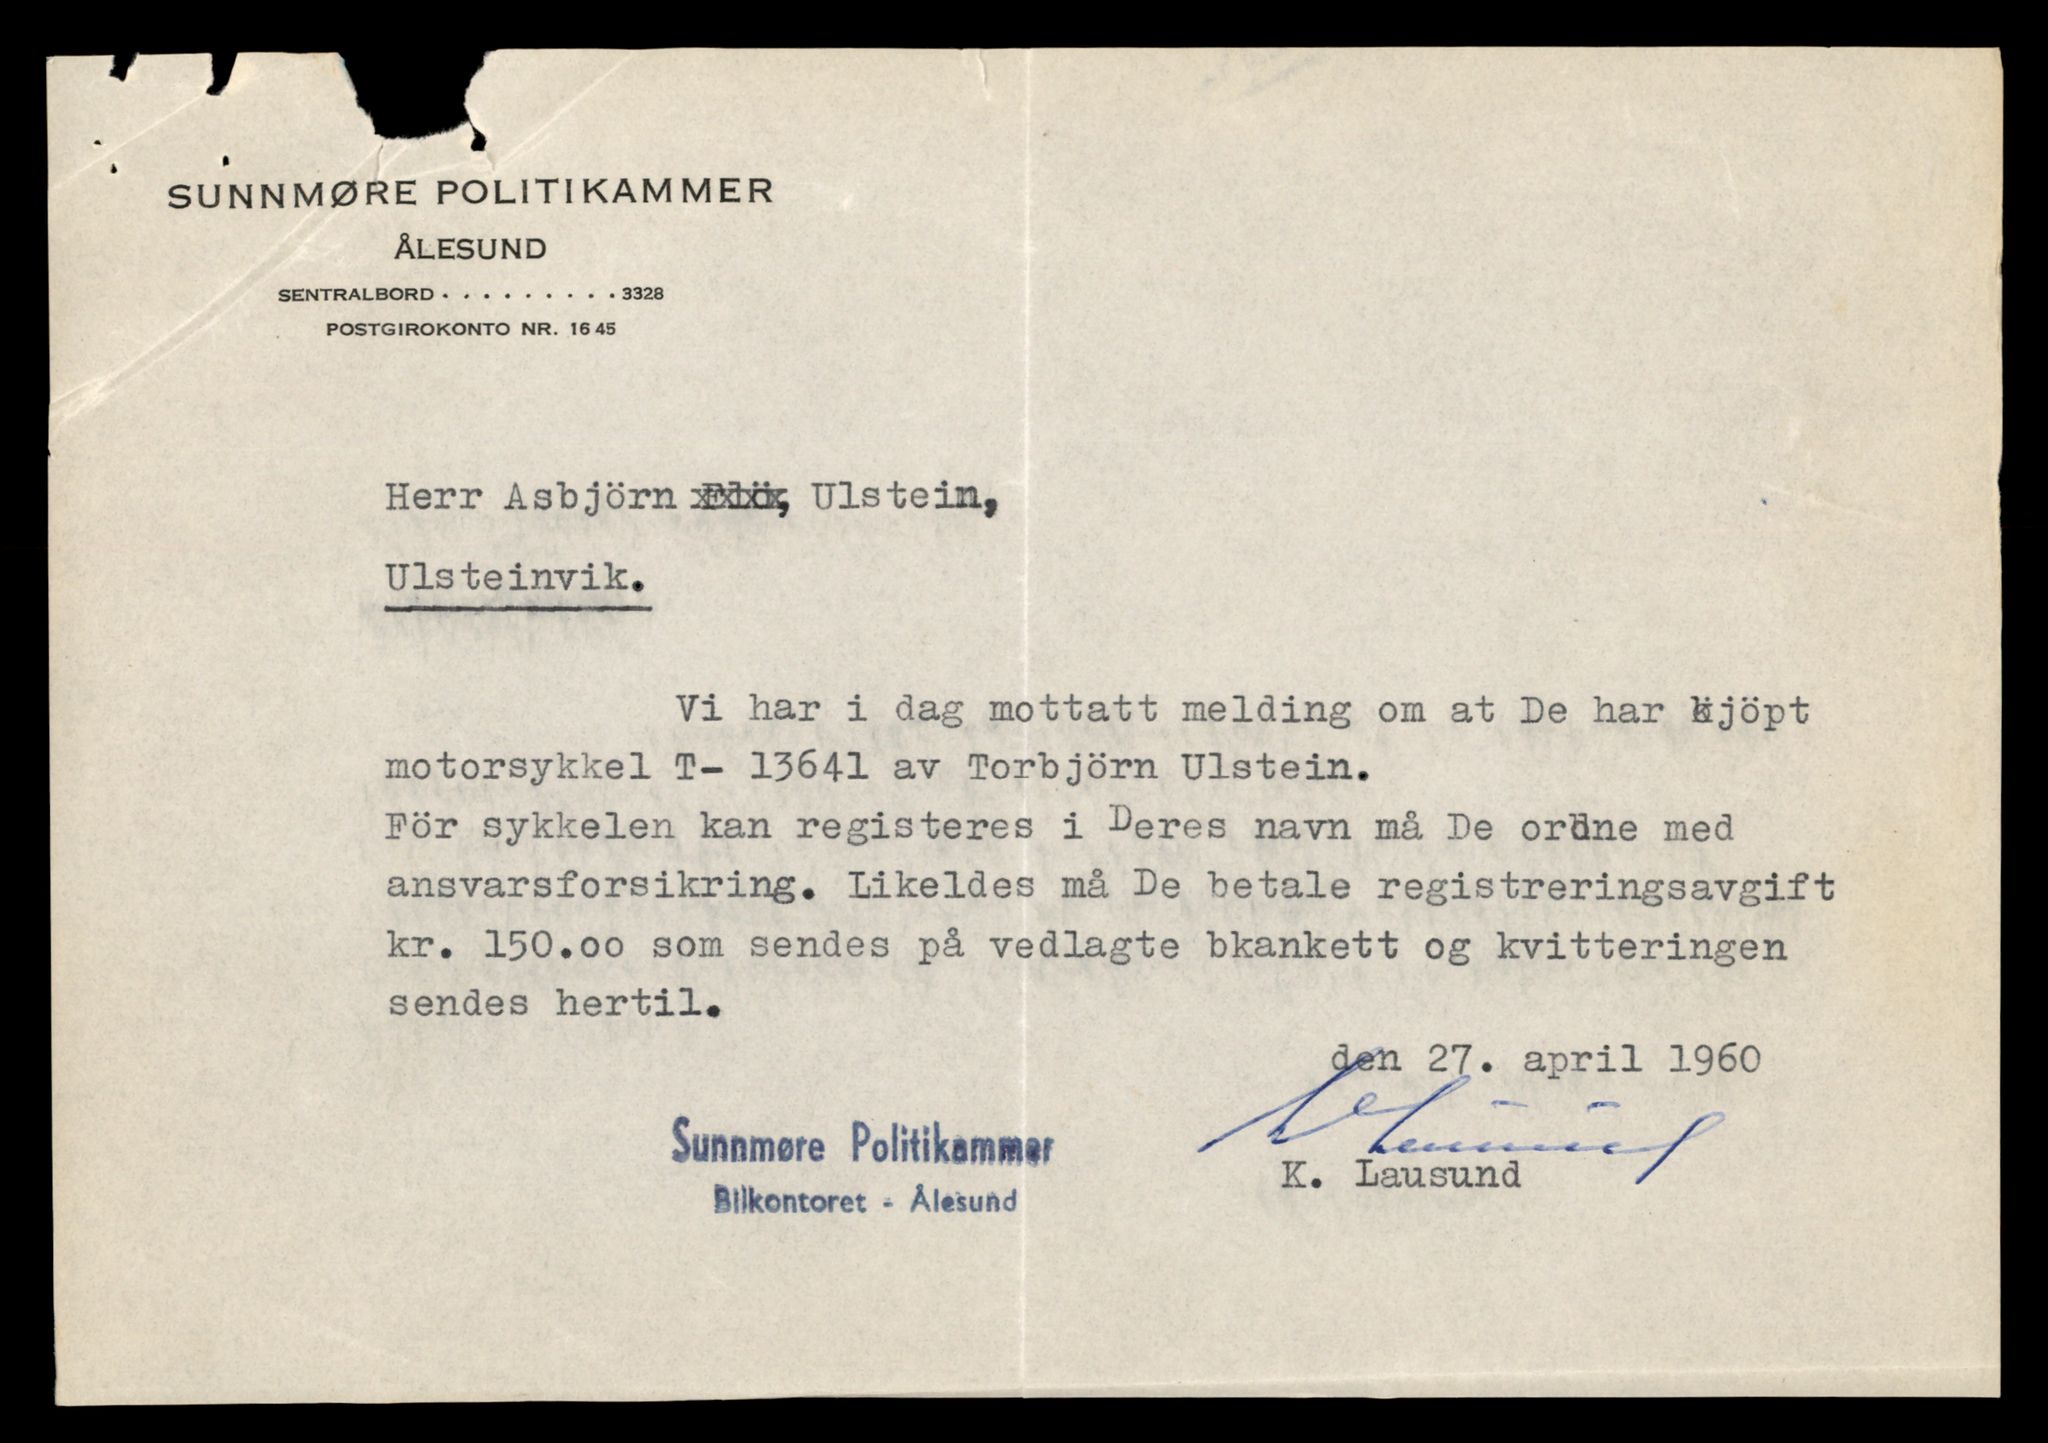 SUNNMØRE POLITIKAMMER
ÅLESUND
SENTRALBORD . . . . . . . . . 3328
POSTGIROKONTO NR. 16 45
Herr Asbjörn Flö, Ulstein,
Ulsteinvik.
Vi har i dag mottatt melding om at De har kjöpt
motorsykkel T- 13641 av Torbjörn Ulstein.
För sykkelen kan registeres i Deres navn må De ordne med
ansvarsforsikring. Likeldes må De betale registreringsavgift
kr. 150.oo som sendes på vedlagte bkankett og kvitteringen
sendes hertil.
den 27. april 1960
Sunnmøre Politikammer
Bilkontoret - Ålesund
K. Lausund